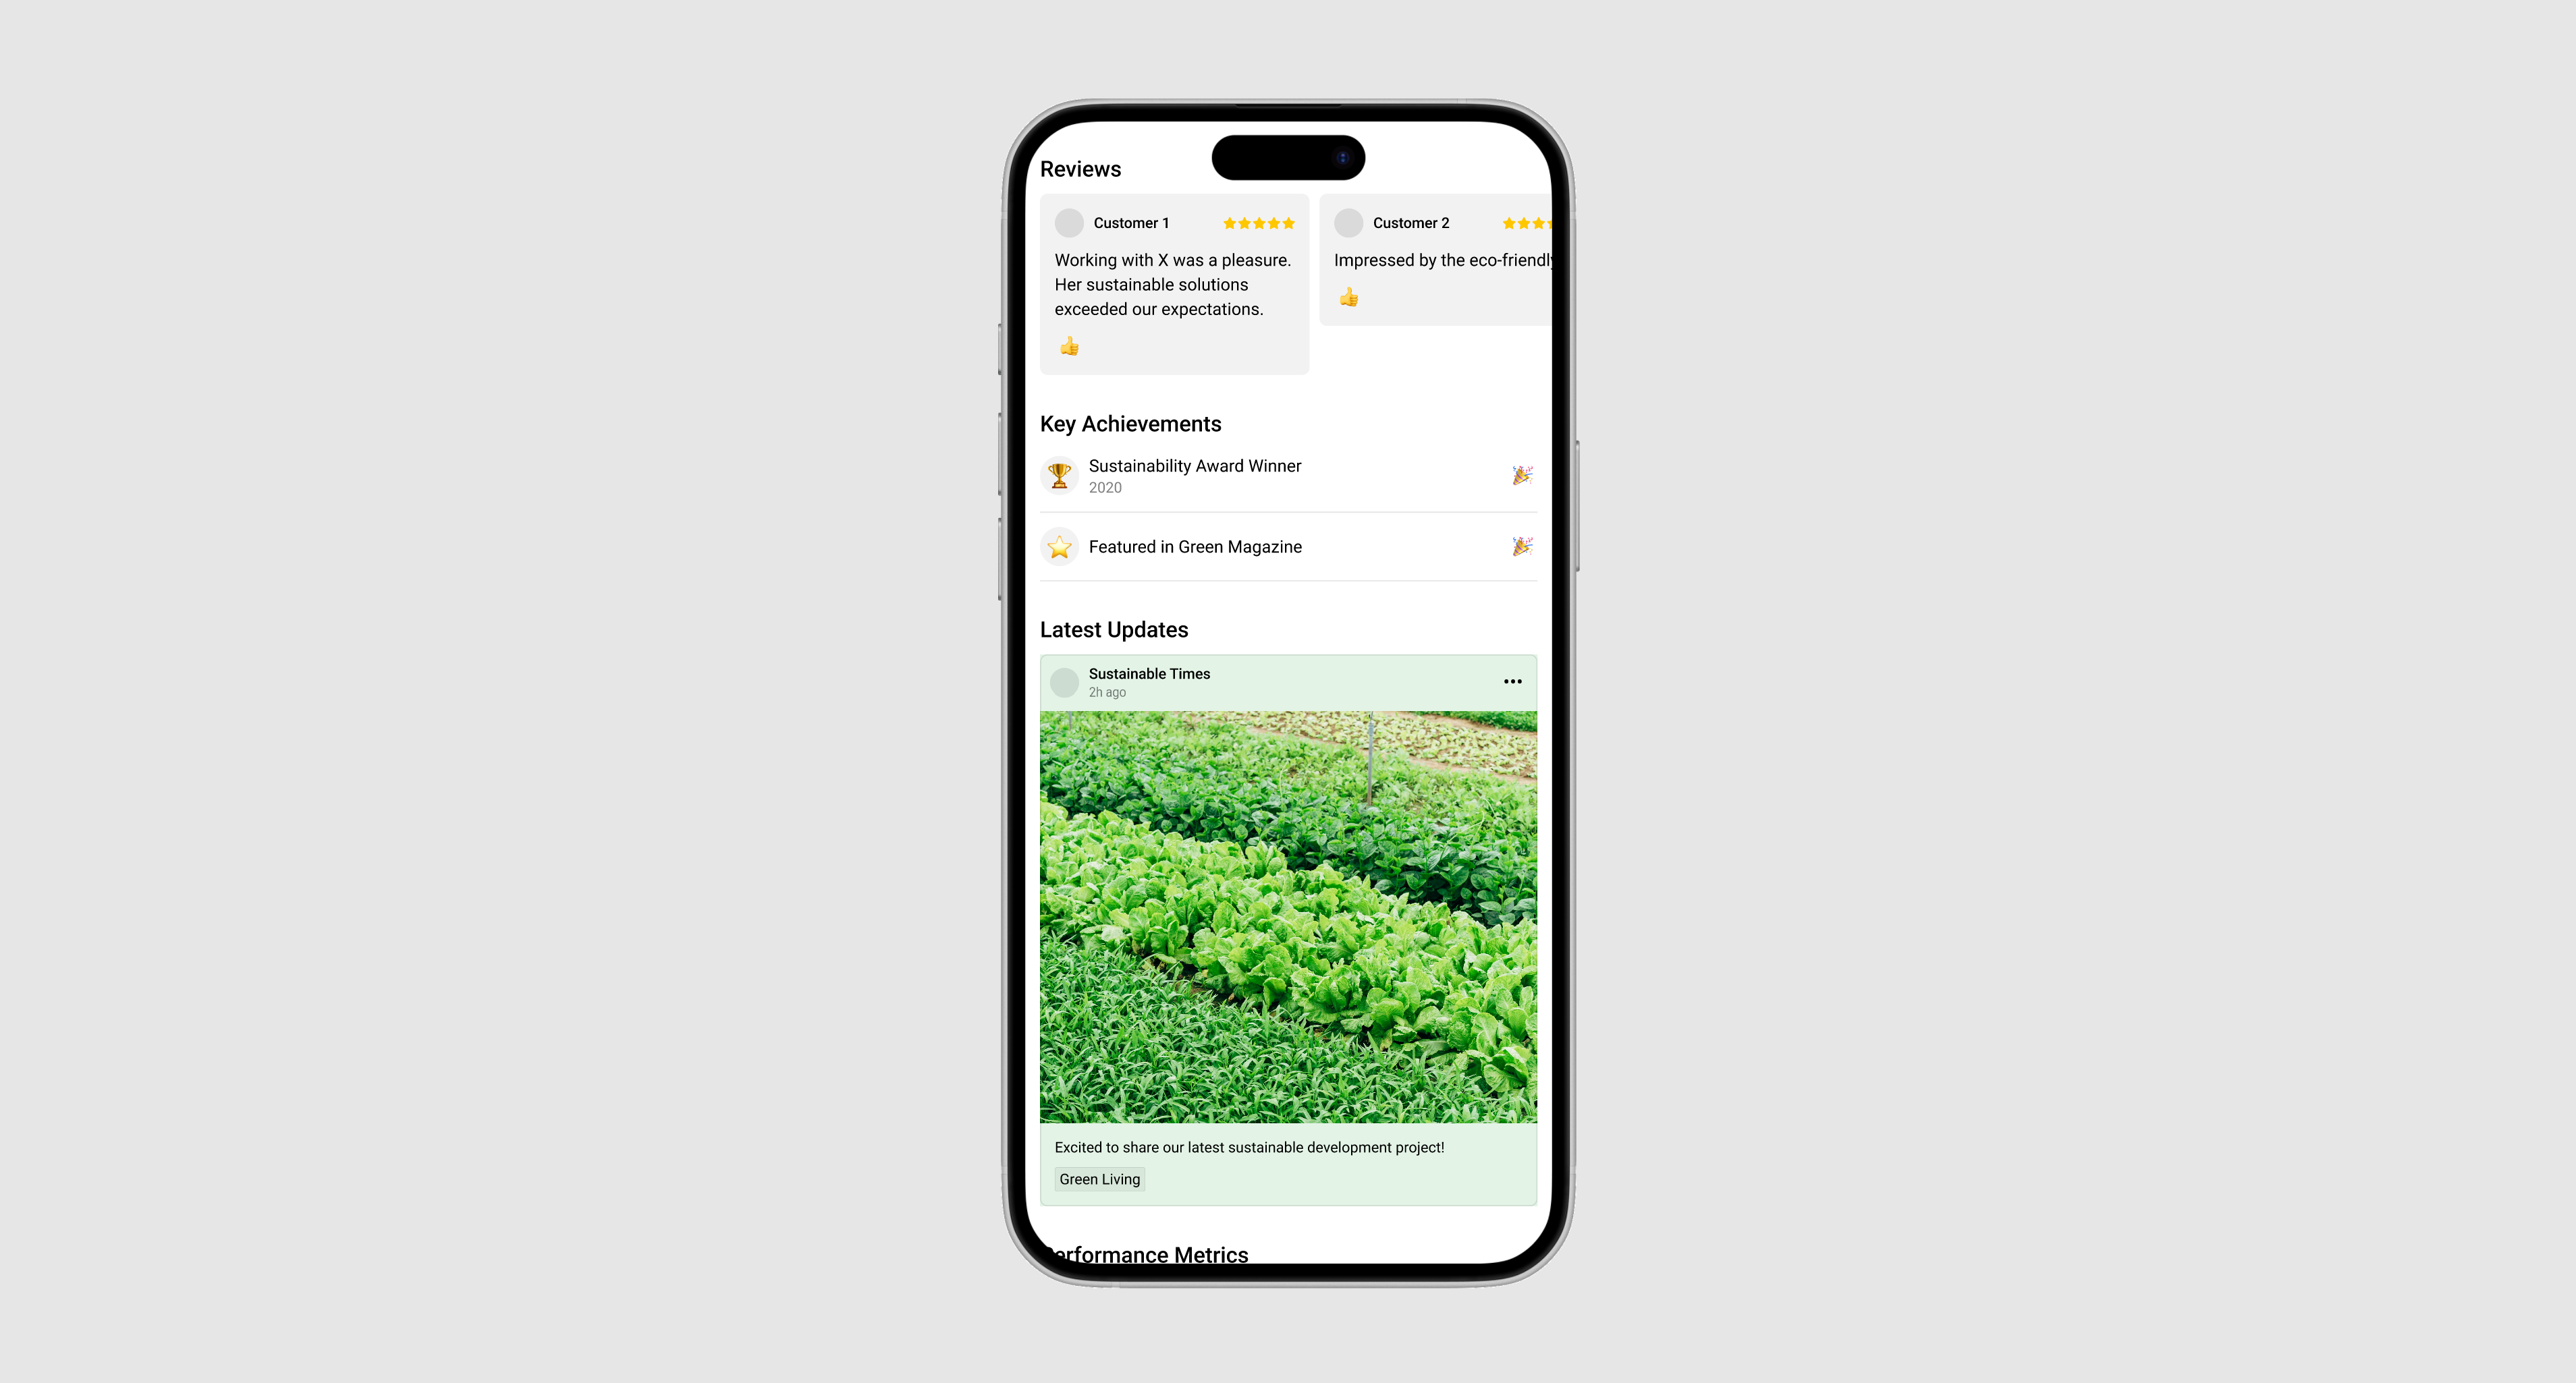 Reviews
Customer 1
Working with X was a pleasure.
Her sustainable solutions
exceeded our expectations.
Customer 2
Impressed by the eco-friendly
Key Achievements
Sustainability Award Winner
2020
Featured in Green Magazine
Latest Updates
Sustainable Times
2h ago
Excited to share our latest sustainable development project!
Green Living
Performance Metrics